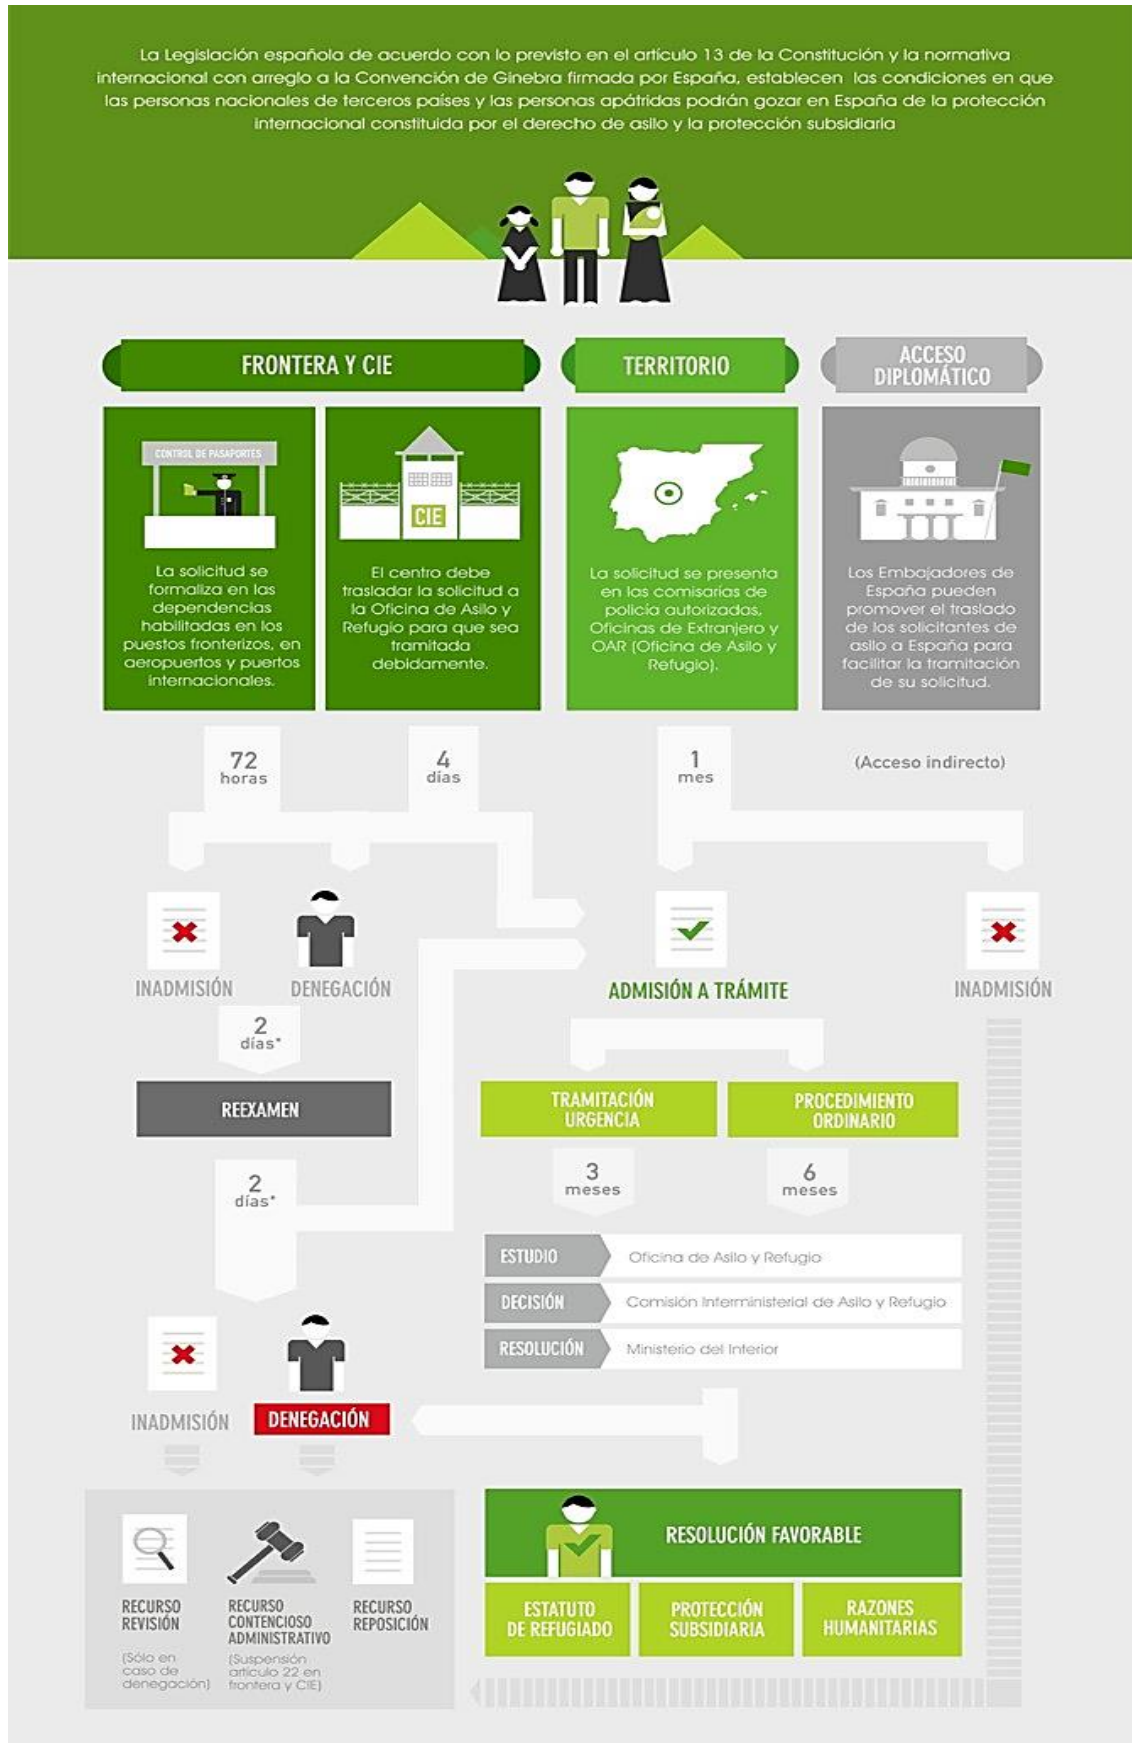 La Legislación española de acuerdo con lo previsto en el artículo 13 de la Constitución y la normativa
internacional con arreglo a la Convención de Ginebra firmada por España, establecen las condiciones en que
las personas nacionales de terceros países y las personas apátridas podrán gozar en España de la protección
internacional constituida por el derecho de asilo y la protección subsidiaria
FRONTERA Y CIE
TERRITORIO
ACCESO
DIPLOMÁTICO
CONTROL DE PASAPORTES
CIE
La solicitud se
formaliza en las
dependencias
habilitadas en los
puestos fronterizos, en
aeropuertos y puertos
internacionales.
El centro debe
trasladar la solicitud a
la Oficina de Asilo y
Refugio para que sea
tramitada
debidamente.
La solicitud se presenta
en las comisarías de
policía autorizadas,
Oficinas de Extranjero y
OAR (Oficina de Asilo y
Refugio).
Los Embajadores de
España pueden
promover el traslado
de los solicitantes de
asilo a España para
facilitar la tramitación
de su solicitud.
72
horas
4
días
1
mes
(Acceso indirecto)
INADMISIÓN
DENEGACIÓN
ADMISIÓN A TRÁMITE
INADMISIÓN
2
días*
REEXAMEN
TRAMITACIÓN
URGENCIA
PROCEDIMIENTO
ORDINARIO
2
días*
3
meses
6
meses
ESTUDIO
Oficina de Asilo y Refugio
DECISIÓN
Comisión Interministerial de Asilo y Refugio
RESOLUCIÓN
Ministerio del Interior
INADMISIÓN
DENEGACIÓN
RECURSO
REVISIÓN
(Sólo en
caso de
denegación)
RECURSO
CONTENCIOSO
ADMINISTRATIVO
(Suspensión
artículo 22 en
frontera y CIE)
RECURSO
REPOSICIÓN
RESOLUCIÓN FAVORABLE
ESTATUTO
DE REFUGIADO
PROTECCIÓN
SUBSIDIARIA
RAZONES
HUMANITARIAS